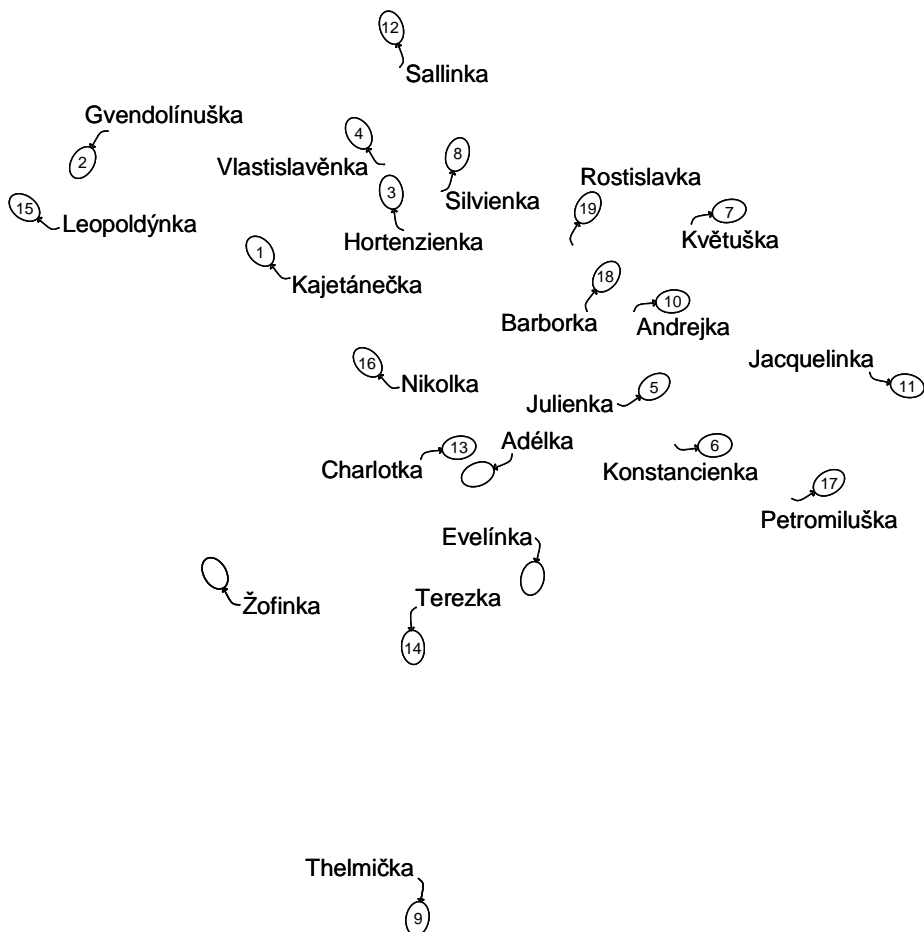 12
Sallinka
Gvendolínuška
2
4
Vlastislavěnka
8
Silvienka
3
Hortenzienka
Rostislavka
19
7
Květuška
15
Leopoldýnka
1
Kajetánečka
18
Barborka
10
Andrejka
16
Nikolka
Jacquelinka
11
5
Julienka
Adélka
13
Charlotka
6
Konstancienka
17
Petromiluška
Evelínka
Žofinka
Terezka
14
Thelmička
9